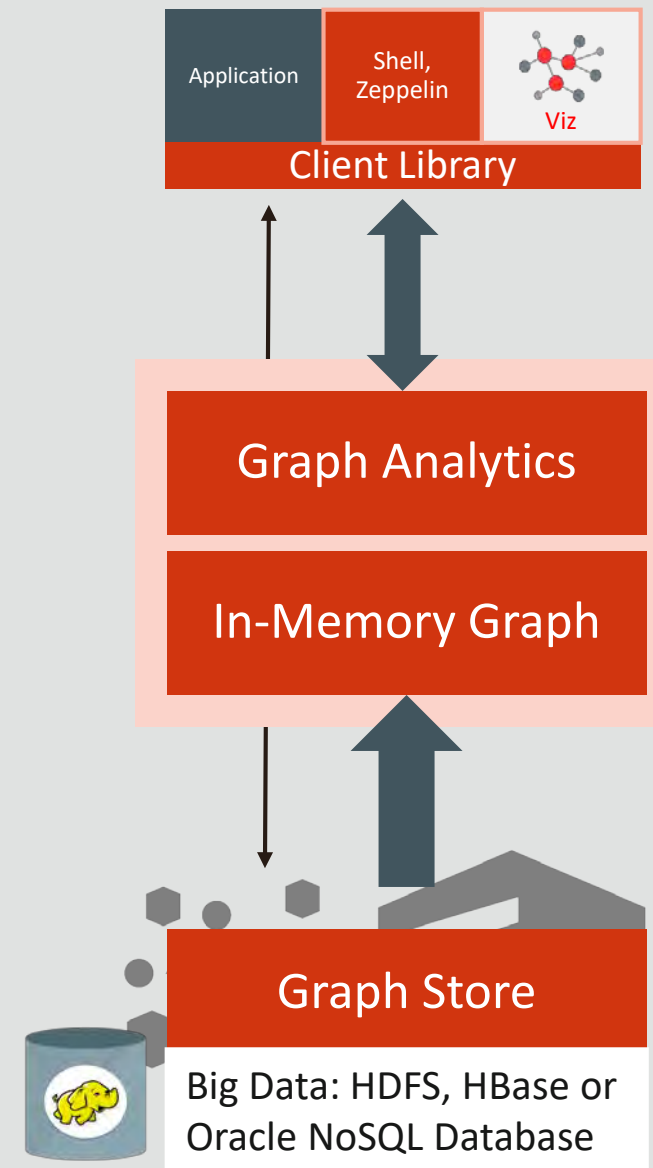 Application
Shell,
Zeppelin
Viz
Client Library
Graph Analytics
In-Memory Graph
Graph Store
Big Data: HDFS, HBase or
Oracle NoSQL Database